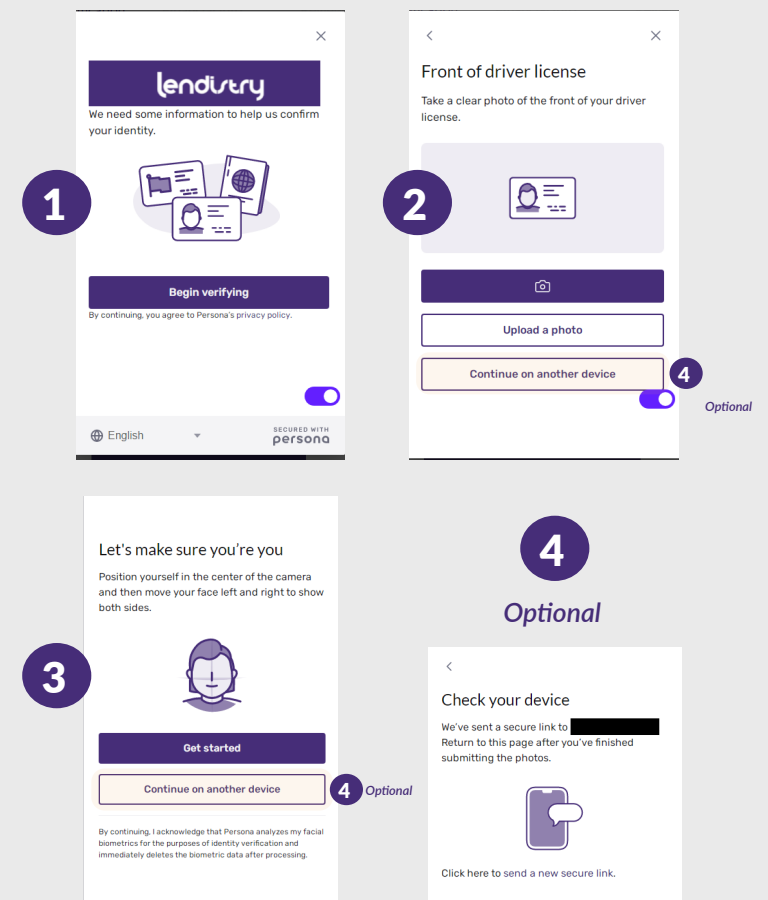 1
lendistry
We need some information to help us confirm
your identity.
Begin verifying
By continuing, you agree to Persona's privacy policy.
English
SECURED WITH
persona
2
Front of driver license
Take a clear photo of the front of your driver
license.
Upload a photo
Continue on another device
4
Optional
3
Let's make sure you're you
Position yourself in the center of the camera
and then move your face left and right to show
both sides.
Get started
Continue on another device
4 Optional
By continuing, I acknowledge that Persona analyzes my facial
biometrics for the purposes of identity verification and
immediately deletes the biometric data after processing.
4
Optional
Check your device
We've sent a secure link to
Return to this page after you've finished
submitting the photos.
Click here to send a new secure link.